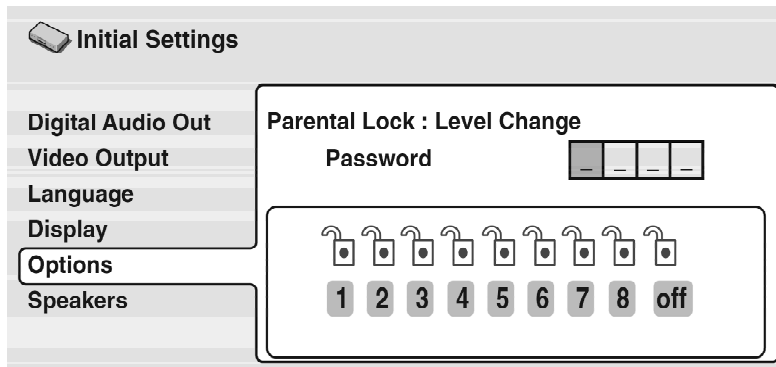 Initial Settings
Digital Audio Out
Video Output
Language
Display
Options
Speakers
Parental Lock : Level Change
Password _ _ _ _
1 2 3 4 5 6 7 8 off